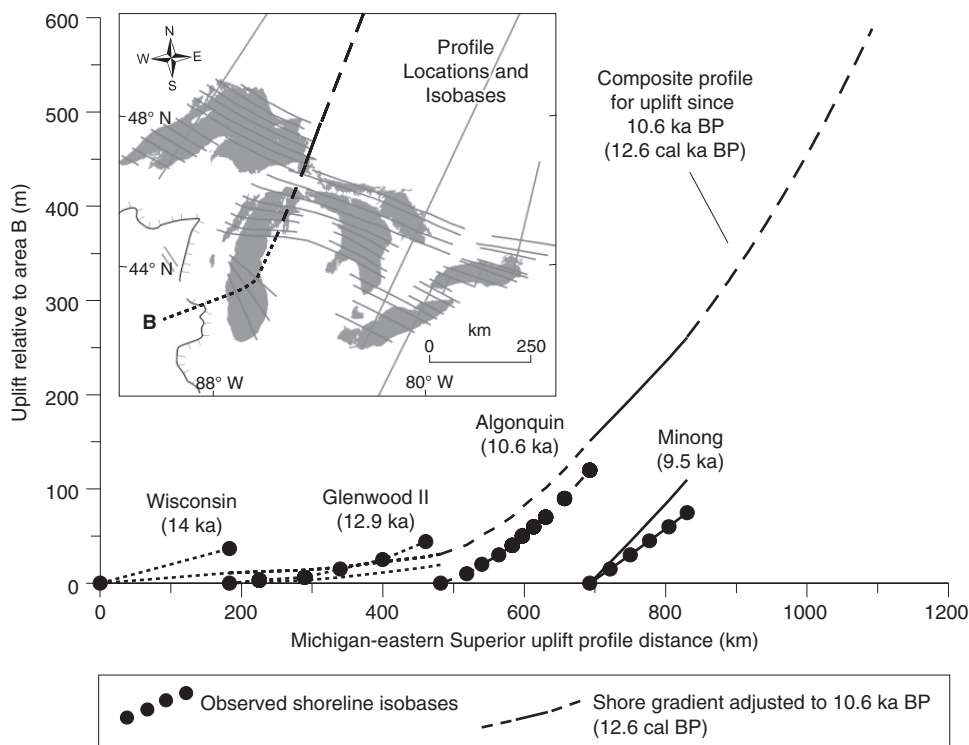 600
500
400
300
200
100
0
Uplift relative to area B (m)
N
W E
S
Profile
Locations and
Isobases
48° N
44° N
B
88° W
80° W
km
0 250
Composite profile
for uplift since
10.6 ka BP
(12.6 cal ka BP)
Algonquin
(10.6 ka)
Minong
(9.5 ka)
Wisconsin
(14 ka)
Glenwood II
(12.9 ka)
0 200 400 600 800 1000 1200
Michigan-eastern Superior uplift profile distance (km)
Observed shoreline isobases
Shore gradient adjusted to 10.6 ka BP
(12.6 cal BP)